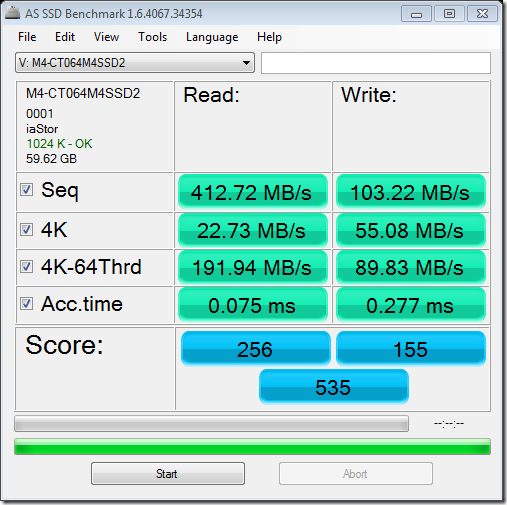 AS SSD Benchmark 1.6.4067.34354
File Edit View Tools Language Help
V: M4-CT064M4SSD2
M4-CT064M4SSD2 Read: Write:
0001
iaStor
1024 K - OK
59.62 GB
Seq 412.72 MB/s 103.22 MB/s
4K 22.73 MB/s 55.08 MB/s
4K-64Thrd 191.94 MB/s 89.83 MB/s
Acc.time 0.075 ms 0.277 ms
Score: 256 155
535
--:--:--
Start Abort